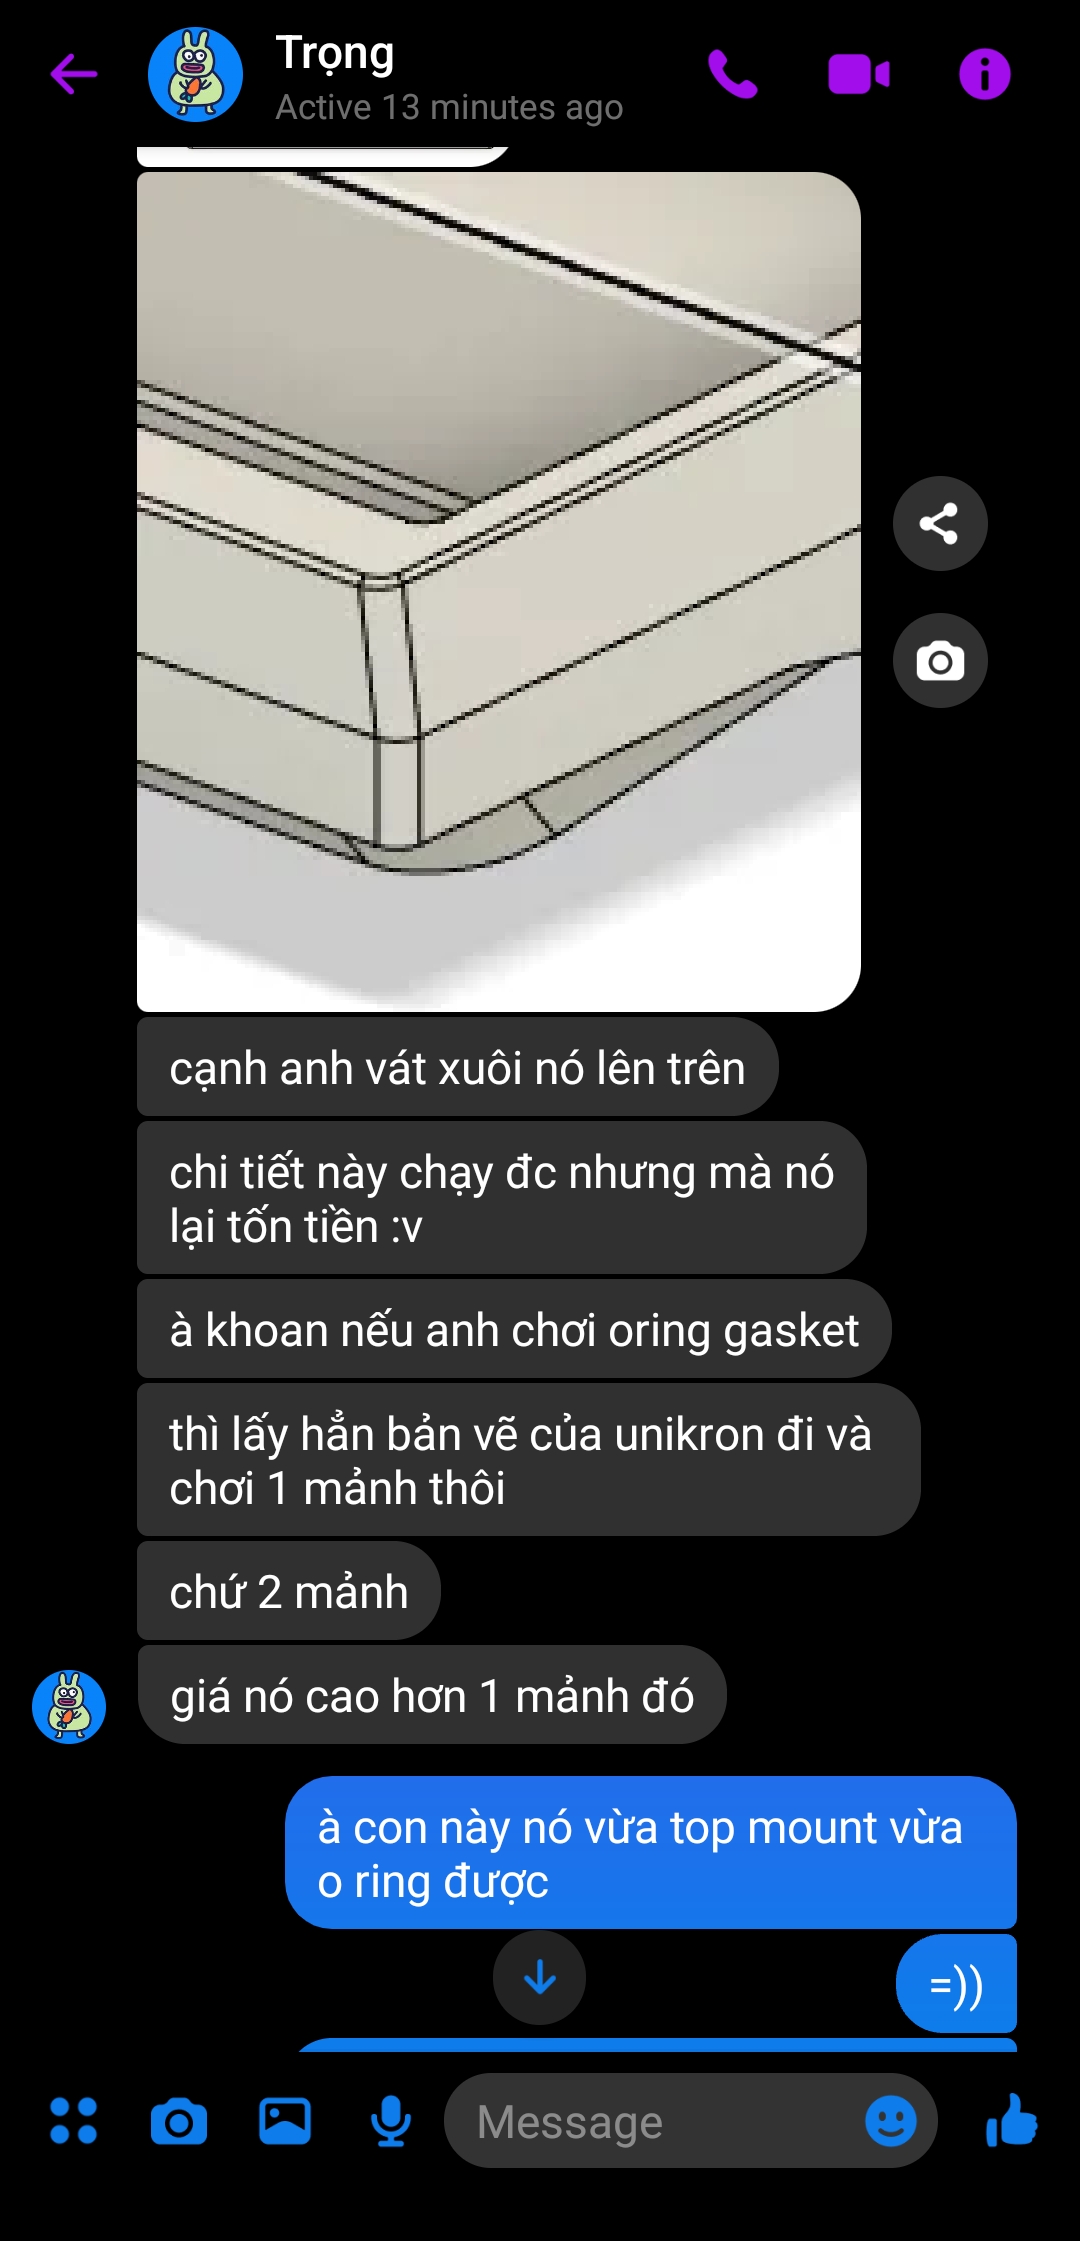 Trọng
Active 13 minutes ago
cạnh anh vát xuôi nó lên trên
chi tiết này chạy đc nhưng mà nó
lại tốn tiền :v
à khoan nếu anh chơi oring gasket
thì lấy hẳn bản vẽ của unikron đi và
chơi 1 mảnh thôi
chứ 2 mảnh
giá nó cao hơn 1 mảnh đó
à con này nó vừa top mount vừa
o ring được
=))
Message